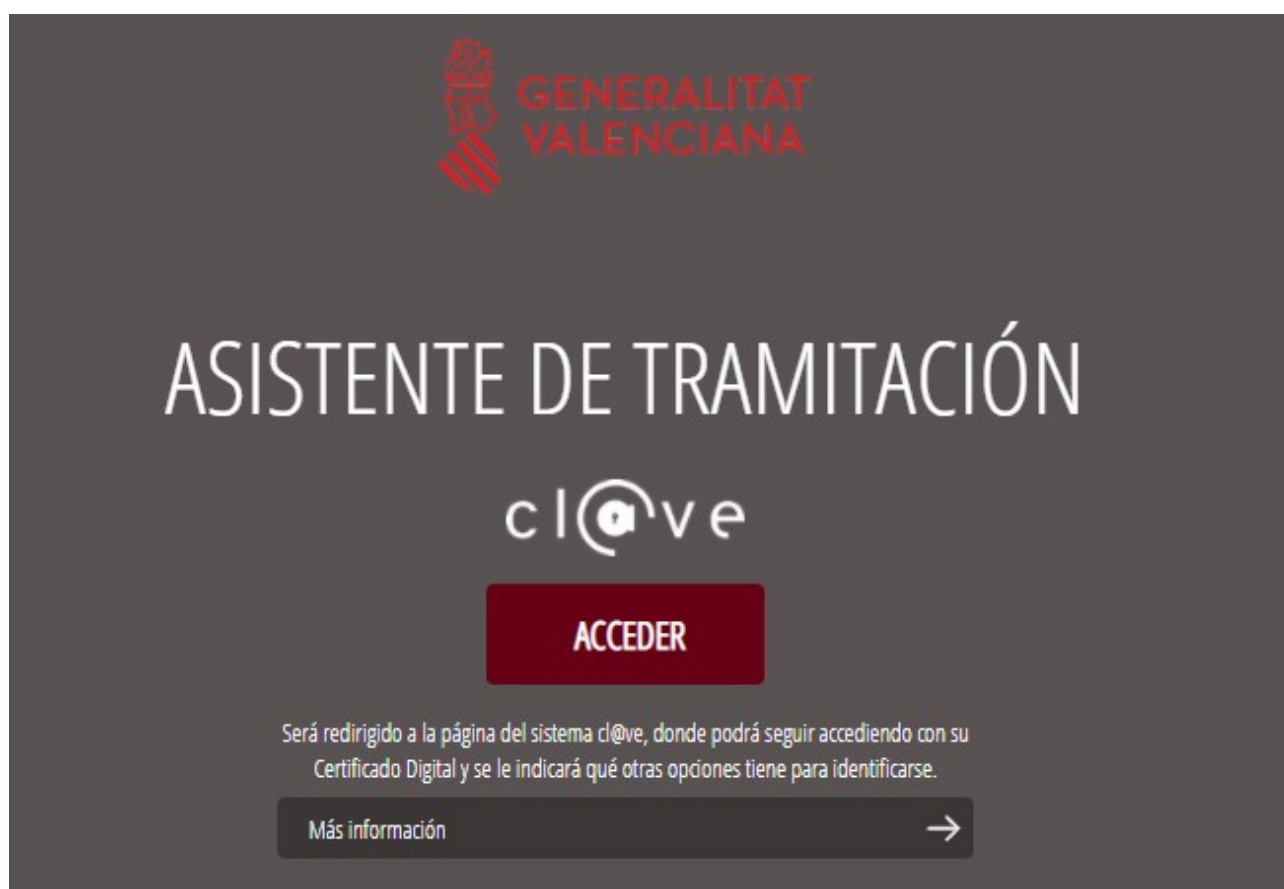 GENERALITAT
VALENCIANA
ASISTENTE DE TRAMITACIÓN
cl@ve
ACCEDER
Será redirigido a la página del sistema cl@ve, donde podrá seguir accediendo con su
Certificado Digital y se le indicará qué otras opciones tiene para identificarse.
Más información